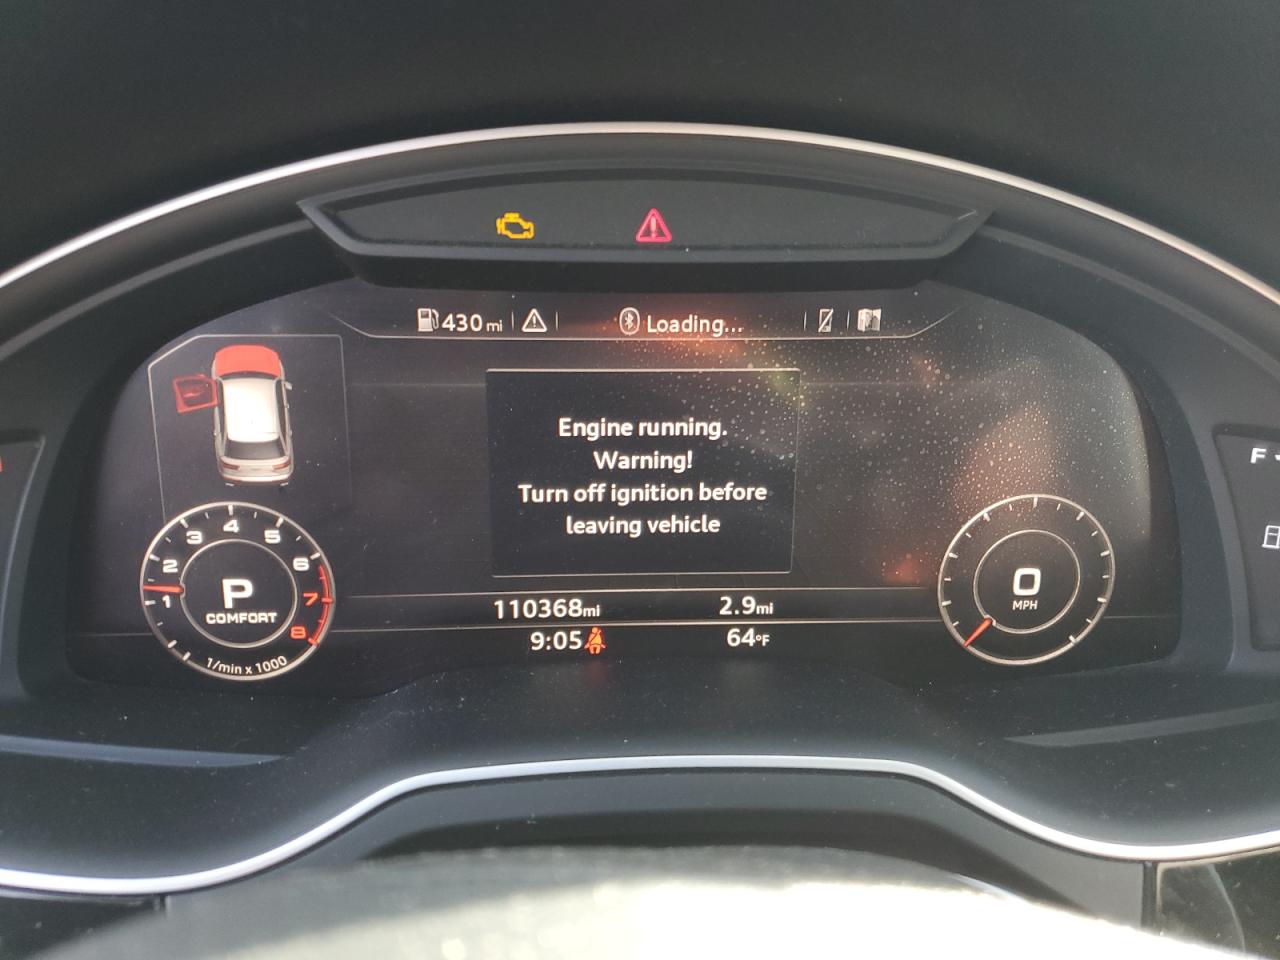 430 mi
Loading...
Engine running.
Warning!
Turn off ignition before
leaving vehicle
1
2
3
4
5
6
7
8
P
COMFORT
1/min x 1000
0
MPH
110368mi
2.9mi
9:05
64°F
F